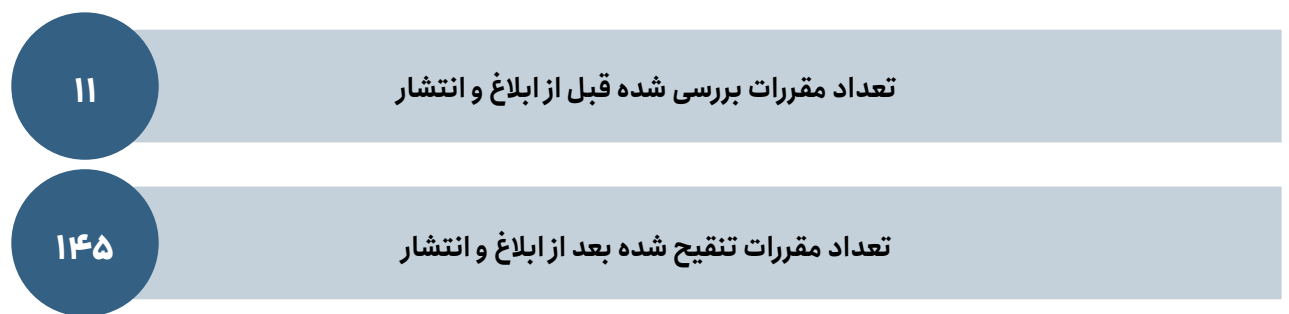 ۱۱
تعداد مقررات بررسی شده قبل از ابلاغ و انتشار
۱۴۵
تعداد مقررات تنقیح شده بعد از ابلاغ و انتشار